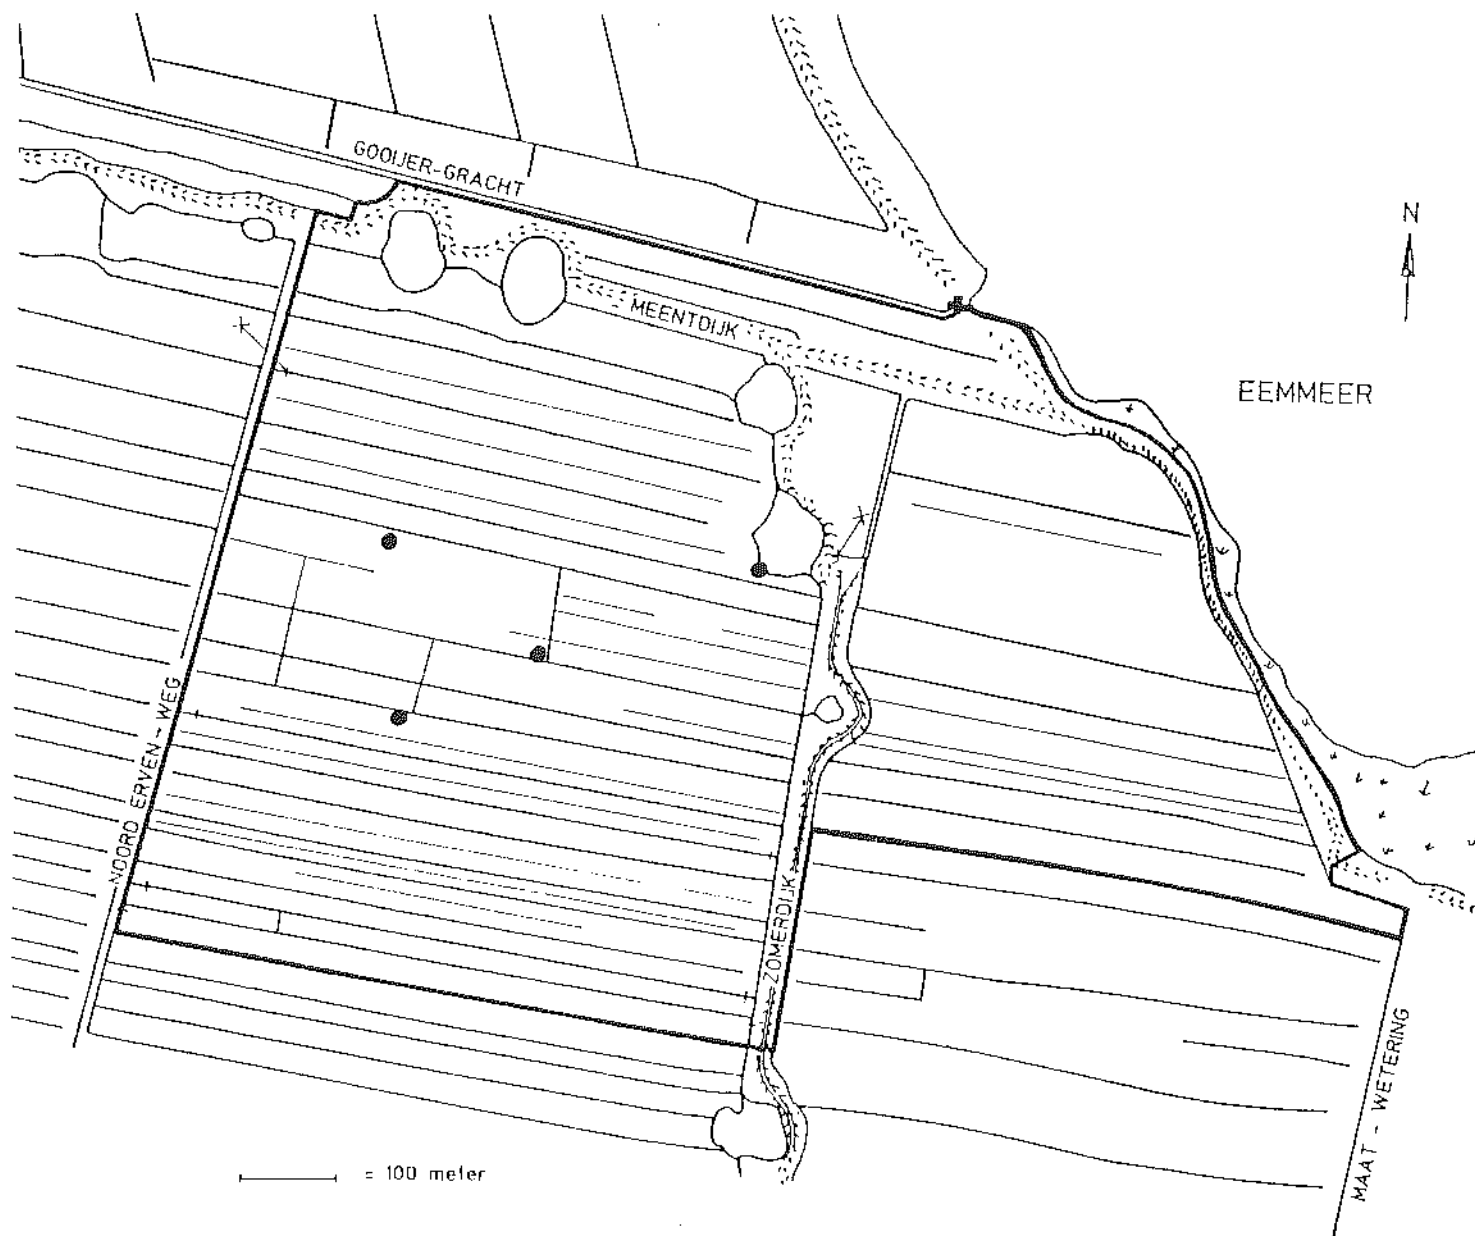 GOOIJER-GRACHT
N
MEENTDIJK
EEMMEER
NOORD ERVEN - WEG
ZOMERDIJK
MAAT - WETERING
= 100 meter